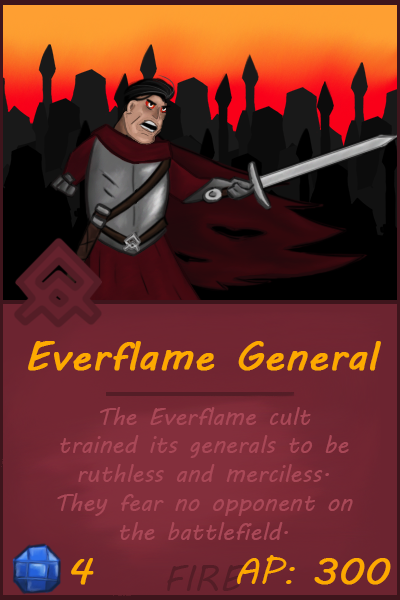 Everflame General
The Everflame cult
trained its generals to be
ruthless and merciless.
They fear no opponent on
the battlefield.
4 FIRE AP: 300